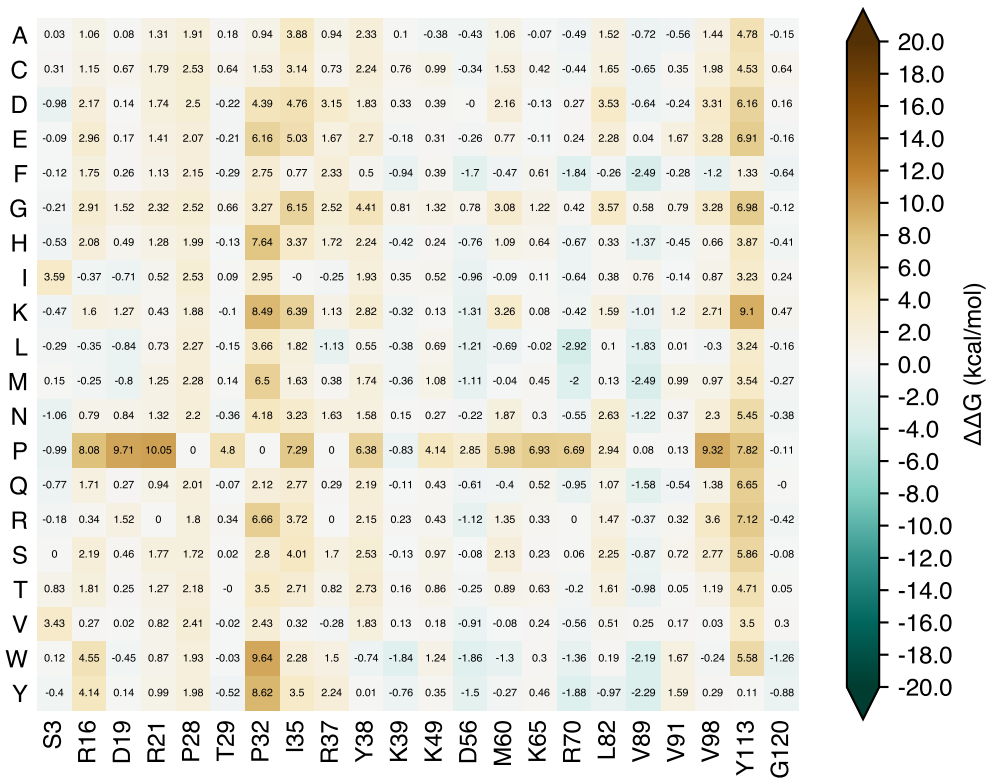 A 0.03 1.06 0.08 1.31 1.91 0.18 0.94 3.88 0.94 2.33 0.1 -0.38 -0.43 1.06 -0.07 -0.49 1.52 -0.72 -0.56 1.44 4.78 -0.15
C 0.31 1.15 0.67 1.79 2.53 0.64 1.53 3.14 0.73 2.24 0.76 0.99 -0.34 1.53 0.42 -0.44 1.65 -0.65 0.35 1.98 4.53 0.64
D -0.98 2.17 0.14 1.74 2.5 -0.22 4.39 4.76 3.15 1.83 0.33 0.39 -0 2.16 -0.13 0.27 3.53 -0.64 -0.24 3.31 6.16 0.16
E -0.09 2.96 0.17 1.41 2.07 -0.21 6.16 5.03 1.67 2.7 -0.18 0.31 -0.26 0.77 -0.11 0.24 2.28 0.04 1.67 3.28 6.91 -0.16
F -0.12 1.75 0.26 1.13 2.15 -0.29 2.75 0.77 2.33 0.5 -0.94 0.39 -1.7 -0.47 0.61 -1.84 -0.26 -2.49 -0.28 -1.2 1.33 -0.64
G -0.21 2.91 1.52 2.32 2.52 0.66 3.27 6.15 2.52 4.41 0.81 1.32 0.78 3.08 1.22 0.42 3.57 0.58 0.79 3.28 6.98 -0.12
H -0.53 2.08 0.49 1.28 1.99 -0.13 7.64 3.37 1.72 2.24 -0.42 0.24 -0.76 1.09 0.64 -0.67 0.33 -1.37 -0.45 0.66 3.87 -0.41
I 3.59 -0.37 -0.71 0.52 2.53 0.09 2.95 -0 -0.25 1.93 0.35 0.52 -0.96 -0.09 0.11 -0.64 0.38 0.76 -0.14 0.87 3.23 0.24
K -0.47 1.6 1.27 0.43 1.88 -0.1 8.49 6.39 1.13 2.82 -0.32 0.13 -1.31 3.26 0.08 -0.42 1.59 -1.01 1.2 2.71 9.1 0.47
L -0.29 -0.35 -0.84 0.73 2.27 -0.15 3.66 1.82 -1.13 0.55 -0.38 0.69 -1.21 -0.69 -0.02 -2.92 0.1 -1.83 0.01 -0.3 3.24 -0.16
M 0.15 -0.25 -0.8 1.25 2.28 0.14 6.5 1.63 0.38 1.74 -0.36 1.08 -1.11 -0.04 0.45 -2 0.13 -2.49 0.99 0.97 3.54 -0.27
N -1.06 0.79 0.84 1.32 2.2 -0.36 4.18 3.23 1.63 1.58 0.15 0.27 -0.22 1.87 0.3 -0.55 2.63 -1.22 0.37 2.3 5.45 -0.38
P -0.99 8.08 9.71 10.05 0 4.8 0 7.29 0 6.38 -0.83 4.14 2.85 5.98 6.93 6.69 2.94 0.08 0.13 9.32 7.82 -0.11
Q -0.77 1.71 0.27 0.94 2.01 -0.07 2.12 2.77 0.29 2.19 -0.11 0.43 -0.61 -0.4 0.52 -0.95 1.07 -1.58 -0.54 1.38 6.65 -0
R -0.18 0.34 1.52 0 1.8 0.34 6.66 3.72 0 2.15 0.23 0.43 -1.12 1.35 0.33 0 1.47 -0.37 0.32 3.6 7.12 -0.42
S 0 2.19 0.46 1.77 1.72 0.02 2.8 4.01 1.7 2.53 -0.13 0.97 -0.08 2.13 0.23 0.06 2.25 -0.87 0.72 2.77 5.86 -0.08
T 0.83 1.81 0.25 1.27 2.18 -0 3.5 2.71 0.82 2.73 0.16 0.86 -0.25 0.89 0.63 -0.2 1.61 -0.98 0.05 1.19 4.71 0.05
V 3.43 0.27 0.02 0.82 2.41 -0.02 2.43 0.32 -0.28 1.83 0.13 0.18 -0.91 -0.08 0.24 -0.56 0.51 0.25 0.17 0.03 3.5 0.3
W 0.12 4.55 -0.45 0.87 1.93 -0.03 9.64 2.28 1.5 -0.74 -1.84 1.24 -1.86 -1.3 0.3 -1.36 0.19 -2.19 1.67 -0.24 5.58 -1.26
Y -0.4 4.14 0.14 0.99 1.98 -0.52 8.62 3.5 2.24 0.01 -0.76 0.35 -1.5 -0.27 0.46 -1.88 -0.97 -2.29 1.59 0.29 0.11 -0.88
S3 R16 D19 R21 P28 T29 P32 I35 R37 Y38 K39 K49 D56 M60 K65 R70 L82 V89 V91 V98 Y113 G120
20.0
18.0
16.0
14.0
12.0
10.0
8.0
6.0
4.0
2.0
0.0
-2.0
-4.0
-6.0
-8.0
-10.0
-12.0
-14.0
-16.0
-18.0
-20.0
ΔΔG (kcal/mol)